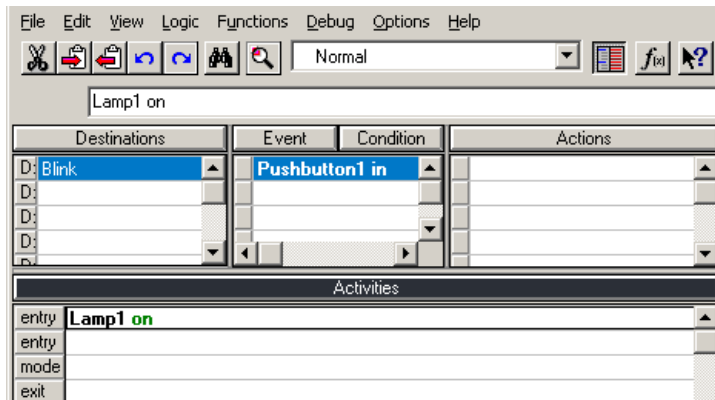 File Edit View Logic Functions Debug Options Help
Normal f(x) ?
Lamp1 on
Destinations Event Condition Actions
D: Blink Pushbutton1 in
D:
D:
D:
D:
Activities
entry Lamp1 on
entry
mode
exit